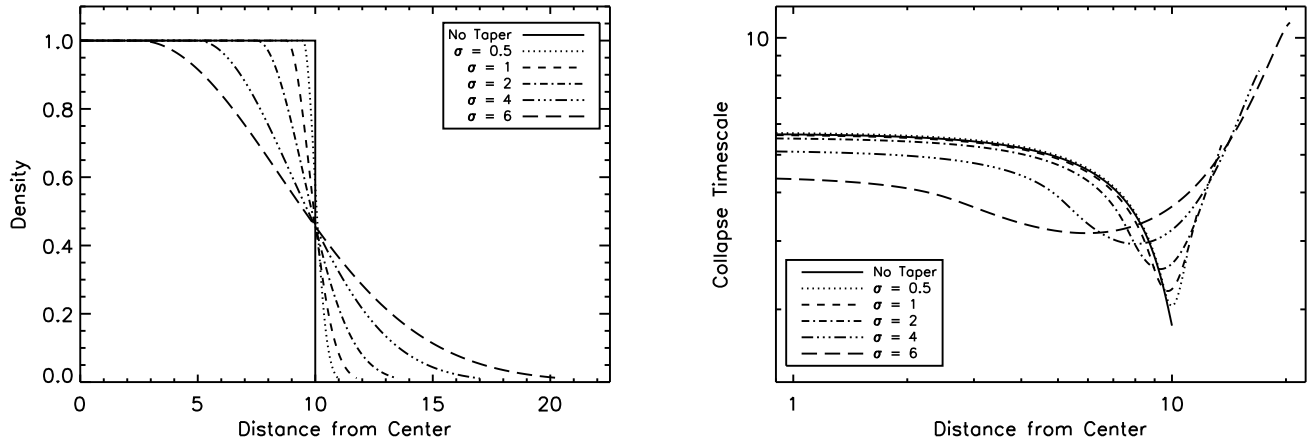 No Taper
σ = 0.5
σ = 1
σ = 2
σ = 4
σ = 6
1.0
0.8
0.6
0.4
0.2
0.0
Density
0 5 10 15 20
Distance from Center
10
Collapse Timescale
No Taper
σ = 0.5
σ = 1
σ = 2
σ = 4
σ = 6
1 10
Distance from Center